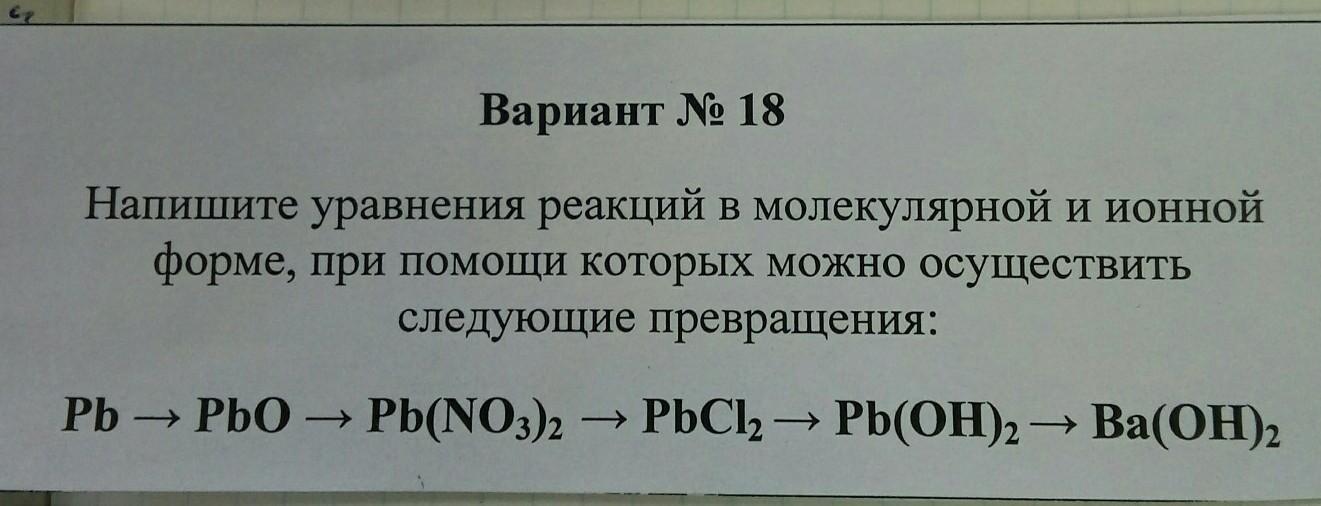 Вариант № 18
Напишите уравнения реакций в молекулярной и ионной
форме, при помощи которых можно осуществить
следующие превращения:
Pb → PbO → Pb(NO₃)₂ → PbCl₂ → Pb(OH)₂ → Ba(OH)₂